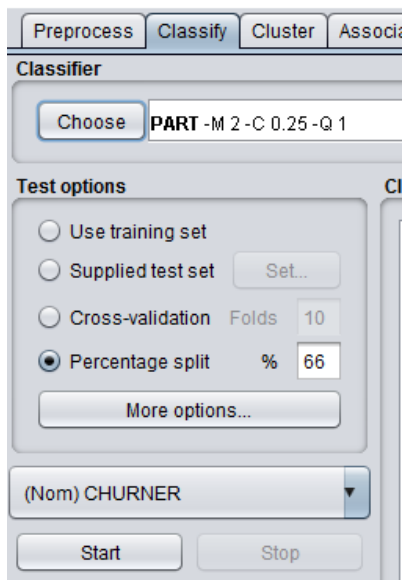 Preprocess Classify Cluster Associa
Classifier
Choose PART -M 2 -C 0.25 -Q 1
Test options Cl
Use training set
Supplied test set Set...
Cross-validation Folds 10
Percentage split % 66
More options...
(Nom) CHURNER
Start Stop